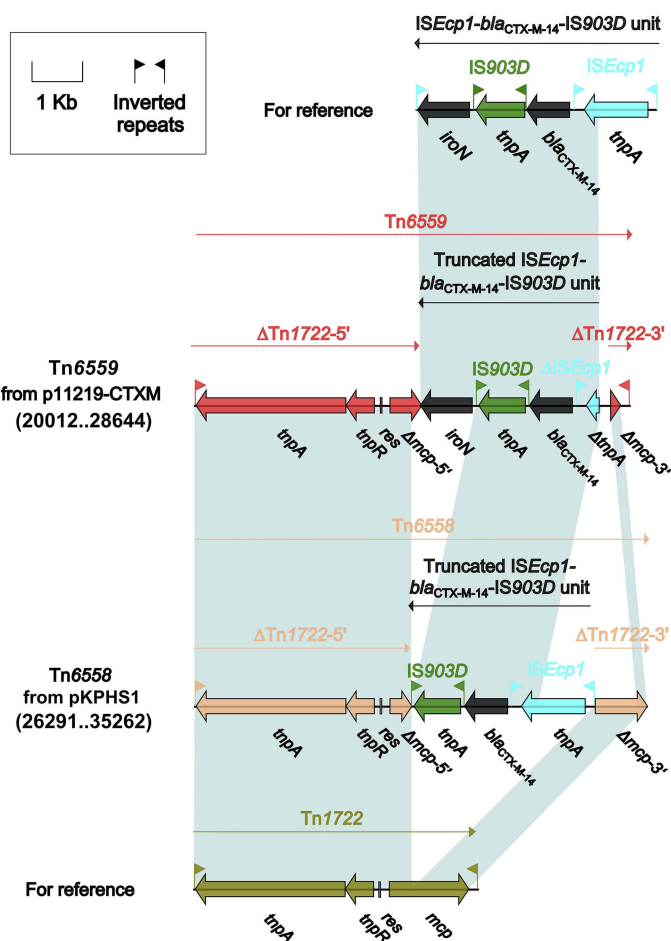 ISEcp1-blaCTX-M-14-IS903D unit
IS903D
ISEcp1
1 Kb
Inverted
repeats
For reference
iroN
tnpA
blaCTX-M-14
tnpA
Tn6559
Truncated ISEcp1-
blaCTX-M-14-IS903D unit
ΔTn1722-5'
ΔTn1722-3'
Tn6559
from p11219-CTXM
(20012..28644)
IS903D
ΔISEcp1
tnpA
tnpR
res
Δmcp-5'
iroN
tnpA
blaCTX-M-14
ΔtnpA
Δmcp-3'
Tn6558
Truncated ISEcp1-
blaCTX-M-14-IS903D unit
ΔTn1722-5'
ΔTn1722-3'
Tn6558
from pKPHS1
(26291..35262)
IS903D
ISEcp1
tnpA
tnpR
res
Δmcp-5'
tnpA
blaCTX-M-14
tnpA
Δmcp-3'
Tn1722
For reference
tnpA
tnpR
res
mcp